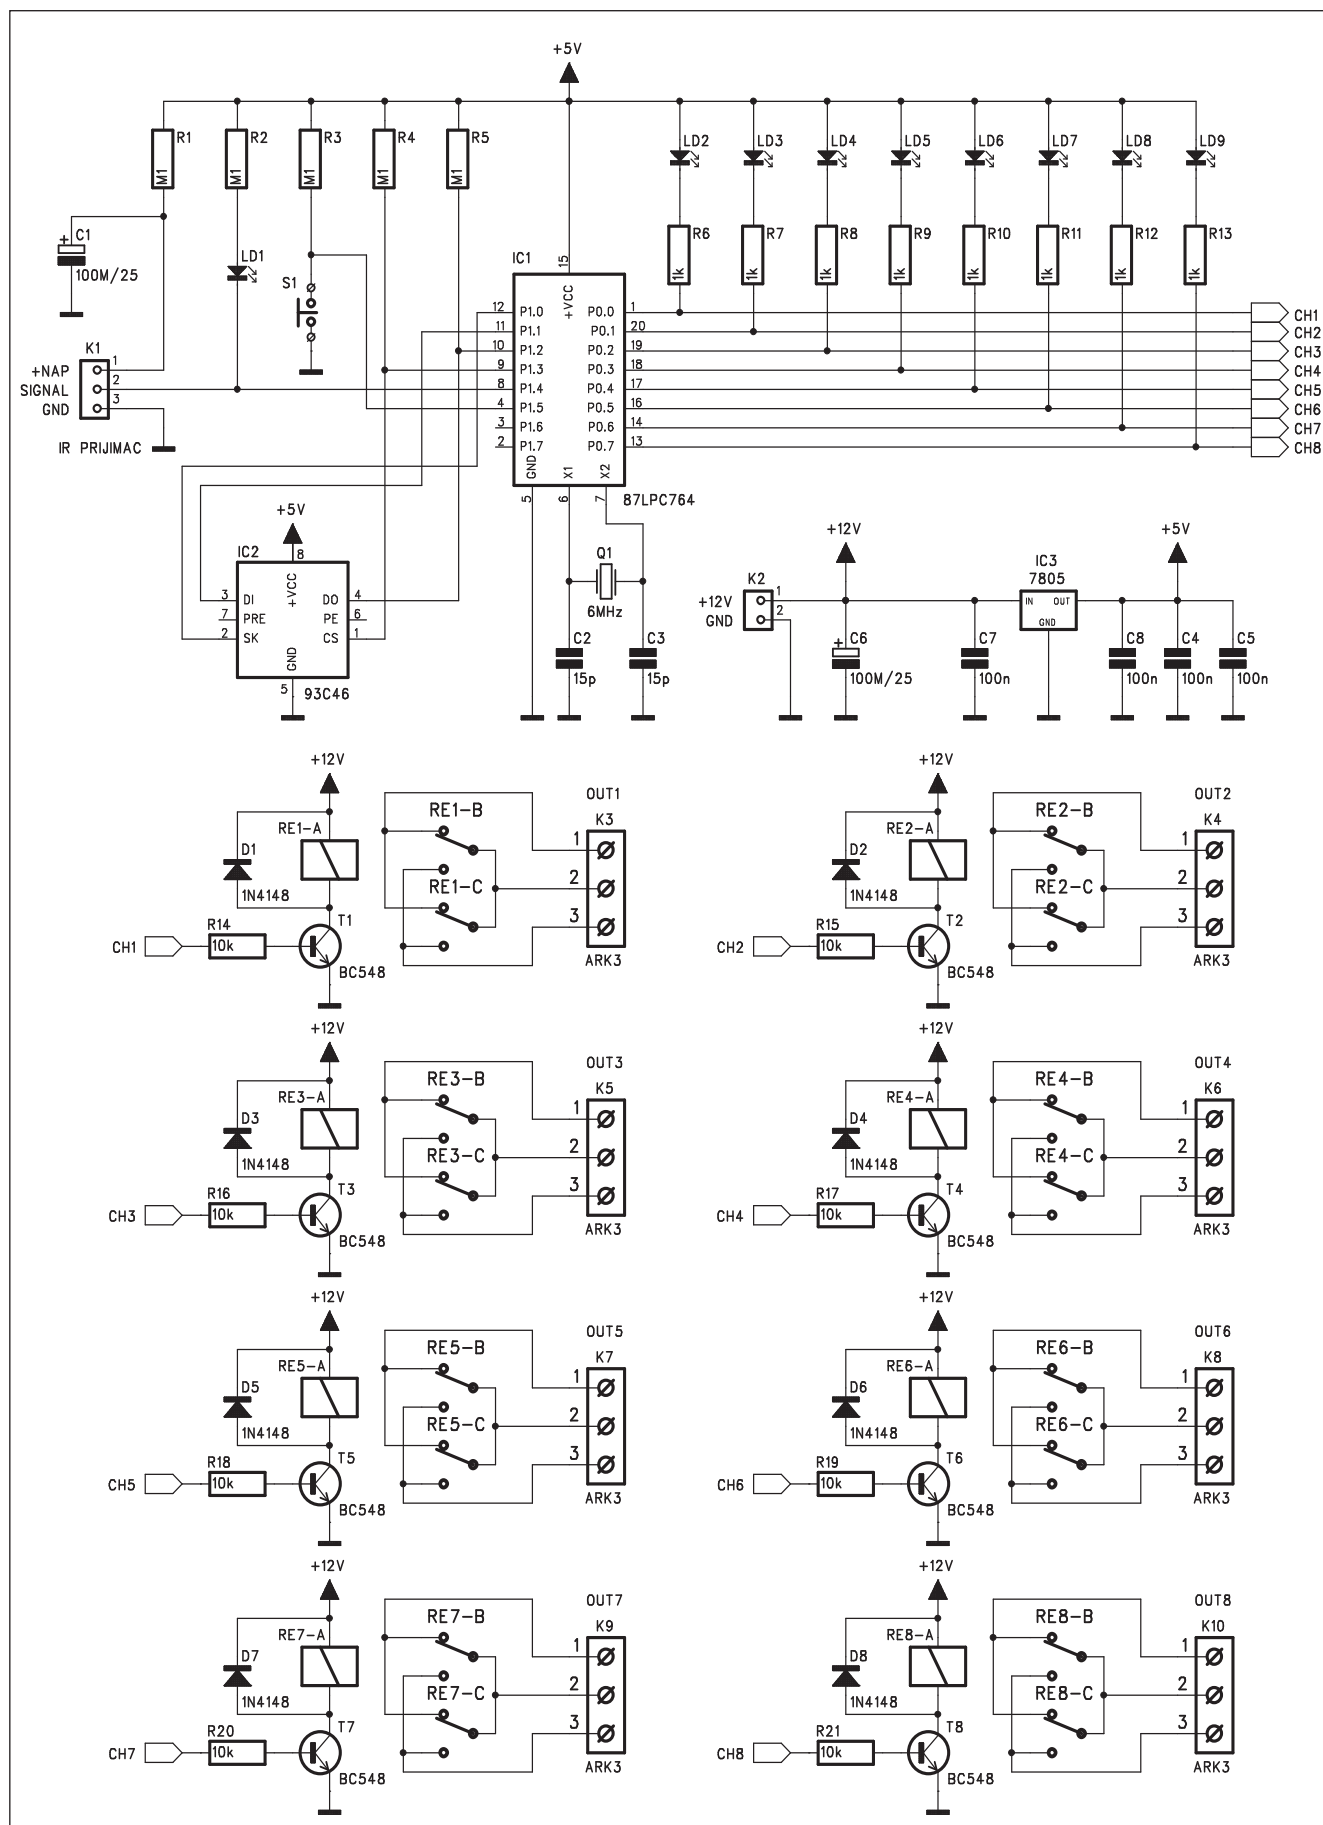 +5V
R1
R2
R3
R4
R5
M1
M1
M1
M1
M1
LD2
LD3
LD4
LD5
LD6
LD7
LD8
LD9
C1
100M/25
LD1
S1
R6
R7
R8
R9
R10
R11
R12
R13
1k
1k
1k
1k
1k
1k
1k
1k
IC1
15
+VCC
12 P1.0 P0.0 1
11 P1.1 P0.1 20
10 P1.2 P0.2 19
9 P1.3 P0.3 18
8 P1.4 P0.4 17
4 P1.5 P0.5 16
3 P1.6 P0.6 14
2 P1.7 P0.7 13
GND X1 X2
5 6 7
87LPC764
CH1
CH2
CH3
CH4
CH5
CH6
CH7
CH8
K1
+NAP 1
SIGNAL 2
GND 3
IR PRIJIMAC
+5V
IC2
8
+VCC
3 DI DO 4
7 PRE PE 6
2 SK CS 1
GND
5
93C46
Q1
6MHz
C2
15p
C3
15p
K2
+12V 1
GND 2
+12V
C6
+
100M/25
C7
100n
IC3
7805
IN OUT
GND
+5V
C8
100n
C4
100n
C5
100n
+12V
RE1-A
D1
1N4148
R14
10k
CH1
T1
BC548
RE1-B
RE1-C
OUT1
K3
1
2
3
ARK3
+12V
RE2-A
D2
1N4148
R15
10k
CH2
T2
BC548
RE2-B
RE2-C
OUT2
K4
1
2
3
ARK3
+12V
RE3-A
D3
1N4148
R16
10k
CH3
T3
BC548
RE3-B
RE3-C
OUT3
K5
1
2
3
ARK3
+12V
RE4-A
D4
1N4148
R17
10k
CH4
T4
BC548
RE4-B
RE4-C
OUT4
K6
1
2
3
ARK3
+12V
RE5-A
D5
1N4148
R18
10k
CH5
T5
BC548
RE5-B
RE5-C
OUT5
K7
1
2
3
ARK3
+12V
RE6-A
D6
1N4148
R19
10k
CH6
T6
BC548
RE6-B
RE6-C
OUT6
K8
1
2
3
ARK3
+12V
RE7-A
D7
1N4148
R20
10k
CH7
T7
BC548
RE7-B
RE7-C
OUT7
K9
1
2
3
ARK3
+12V
RE8-A
D8
1N4148
R21
10k
CH8
T8
BC548
RE8-B
RE8-C
OUT8
K10
1
2
3
ARK3